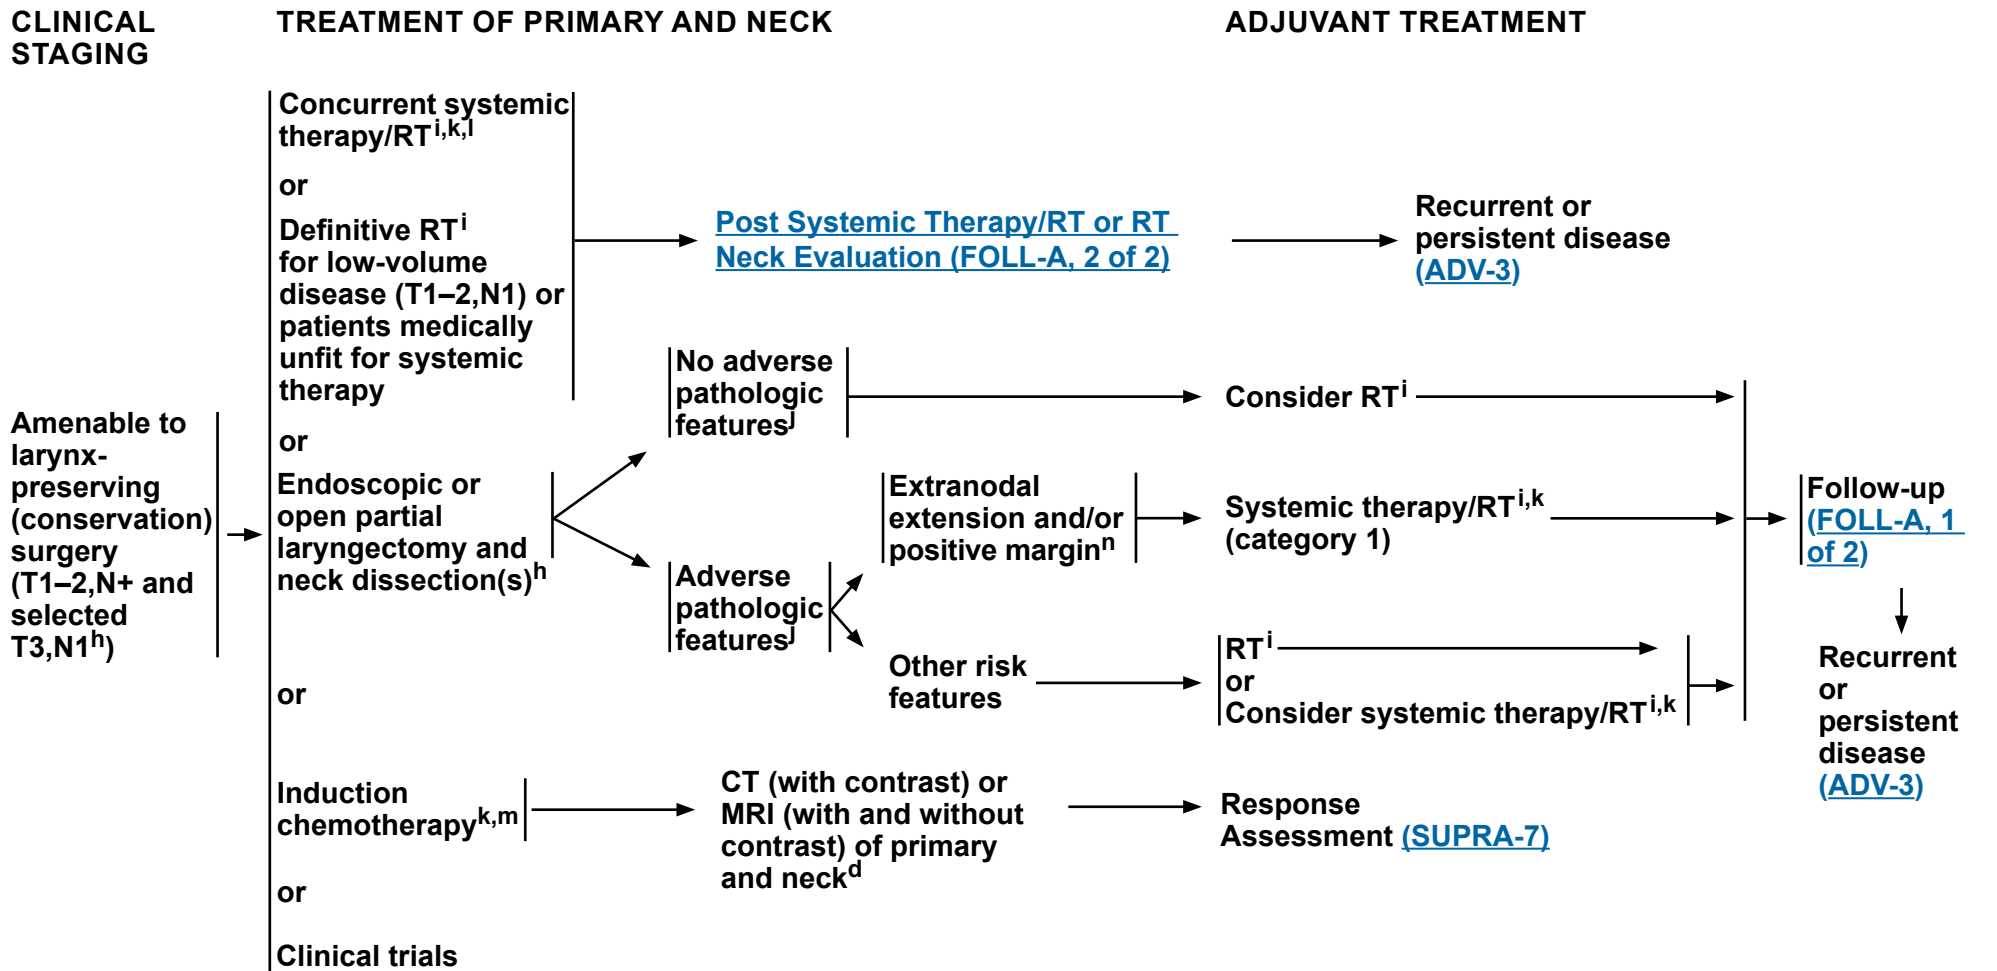 CLINICAL
STAGING
TREATMENT OF PRIMARY AND NECK
ADJUVANT TREATMENT
Amenable to
larynx-
preserving
(conservation)
surgery
(T1–2,N+ and
selected
T3,N1h)
Concurrent systemic
therapy/RTi,k,l
or
Definitive RTi
for low-volume
disease (T1–2,N1) or
patients medically
unfit for systemic
therapy
Post Systemic Therapy/RT or RT
Neck Evaluation (FOLL-A, 2 of 2)
Recurrent or
persistent disease
(ADV-3)
or
Endoscopic or
open partial
laryngectomy and
neck dissection(s)h
No adverse
pathologic
featuresj
Consider RTi
Adverse
pathologic
featuresj
Extranodal
extension and/or
positive marginn
Systemic therapy/RTi,k
(category 1)
Other risk
features
RTi
or
Consider systemic therapy/RTi,k
Follow-up
(FOLL-A, 1
of 2)
Recurrent
or
persistent
disease
(ADV-3)
or
Induction
chemotherapyk,m
CT (with contrast) or
MRI (with and without
contrast) of primary
and neckd
Response
Assessment (SUPRA-7)
or
Clinical trials